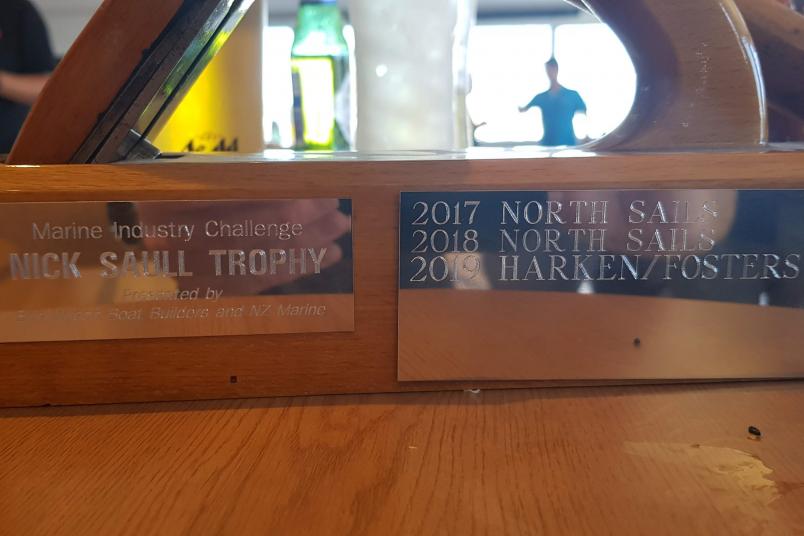 Marine Industry Challenge
NICK SAULL TROPHY
Presented by
Boat Builders and NZ Marine
2017 NORTH SAILS
2018 NORTH SAILS
2019 HARKEN/FOSTERS